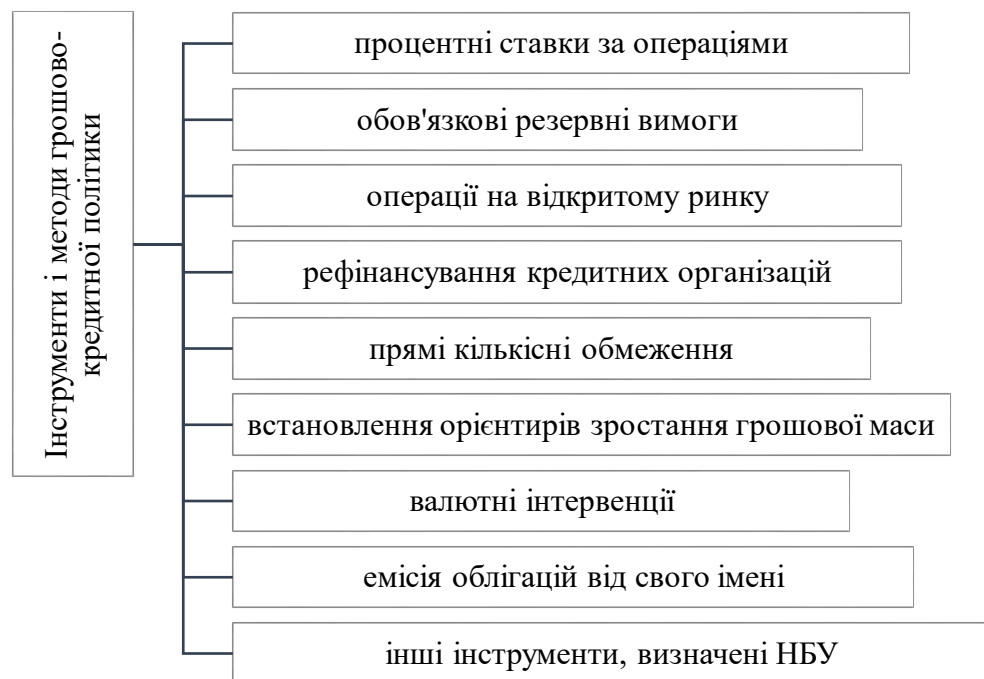 Інструменти і методи грошово-
кредитної політики
процентні ставки за операціями
обов'язкові резервні вимоги
операції на відкритому ринку
рефінансування кредитних організацій
прямі кількісні обмеження
встановлення орієнтирів зростання грошової маси
валютні інтервенції
емісія облігацій від свого імені
інші інструменти, визначені НБУ